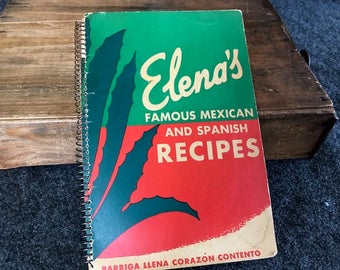 Elena's
FAMOUS MEXICAN
AND SPANISH
RECIPES
BARRIGA LLENA CORAZÓN CONTENTO